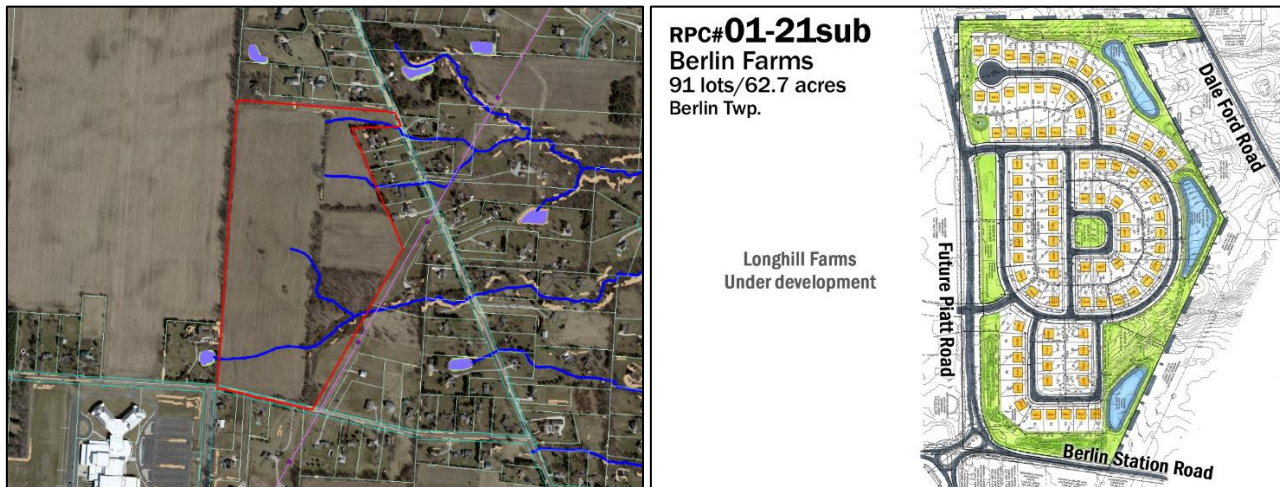 RPC#01-21sub
Berlin Farms
91 lots/62.7 acres
Berlin Twp.
Longhill Farms
Under development
Future Piatt Road
Dale Ford Road
Berlin Station Road